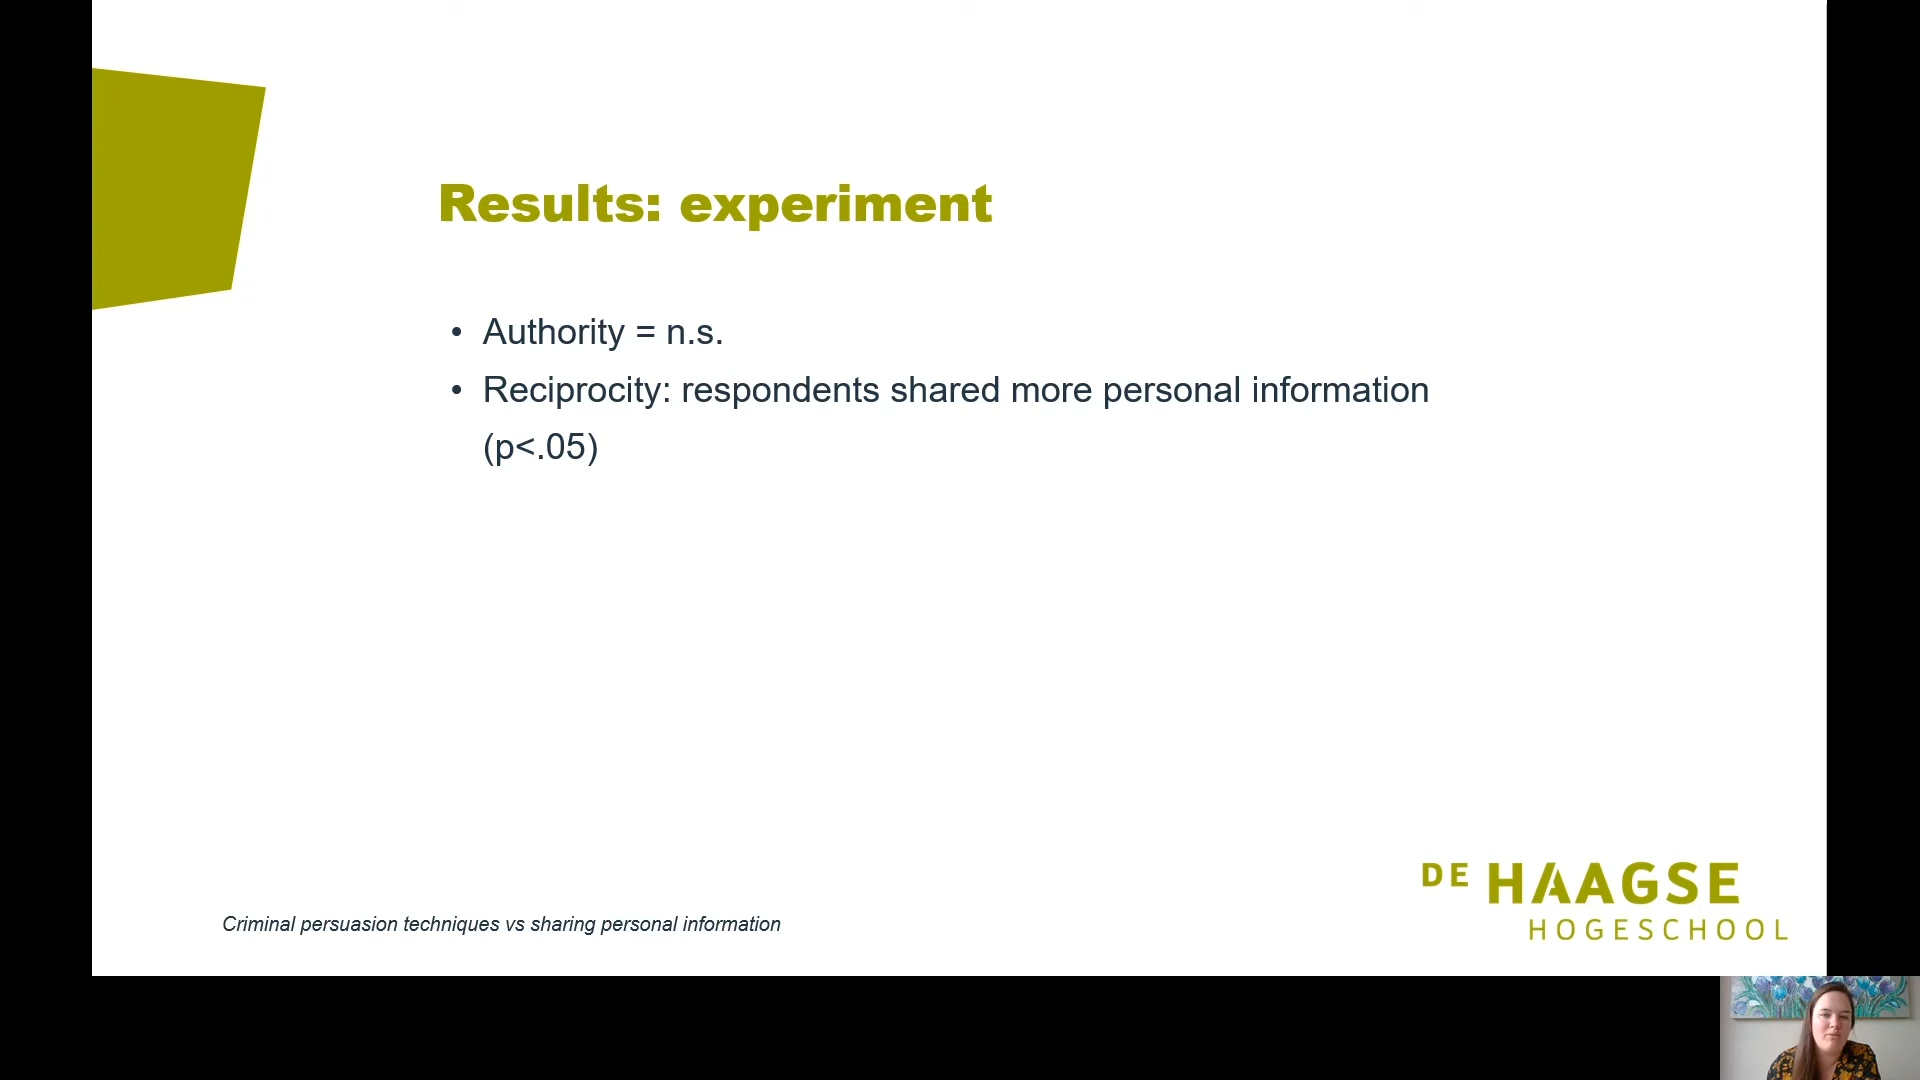 Results: experiment
• Authority = n.s.
• Reciprocity: respondents shared more personal information
(p<.05)
Criminal persuasion techniques vs sharing personal information
DE HAAGSE
HOGESCHOOL